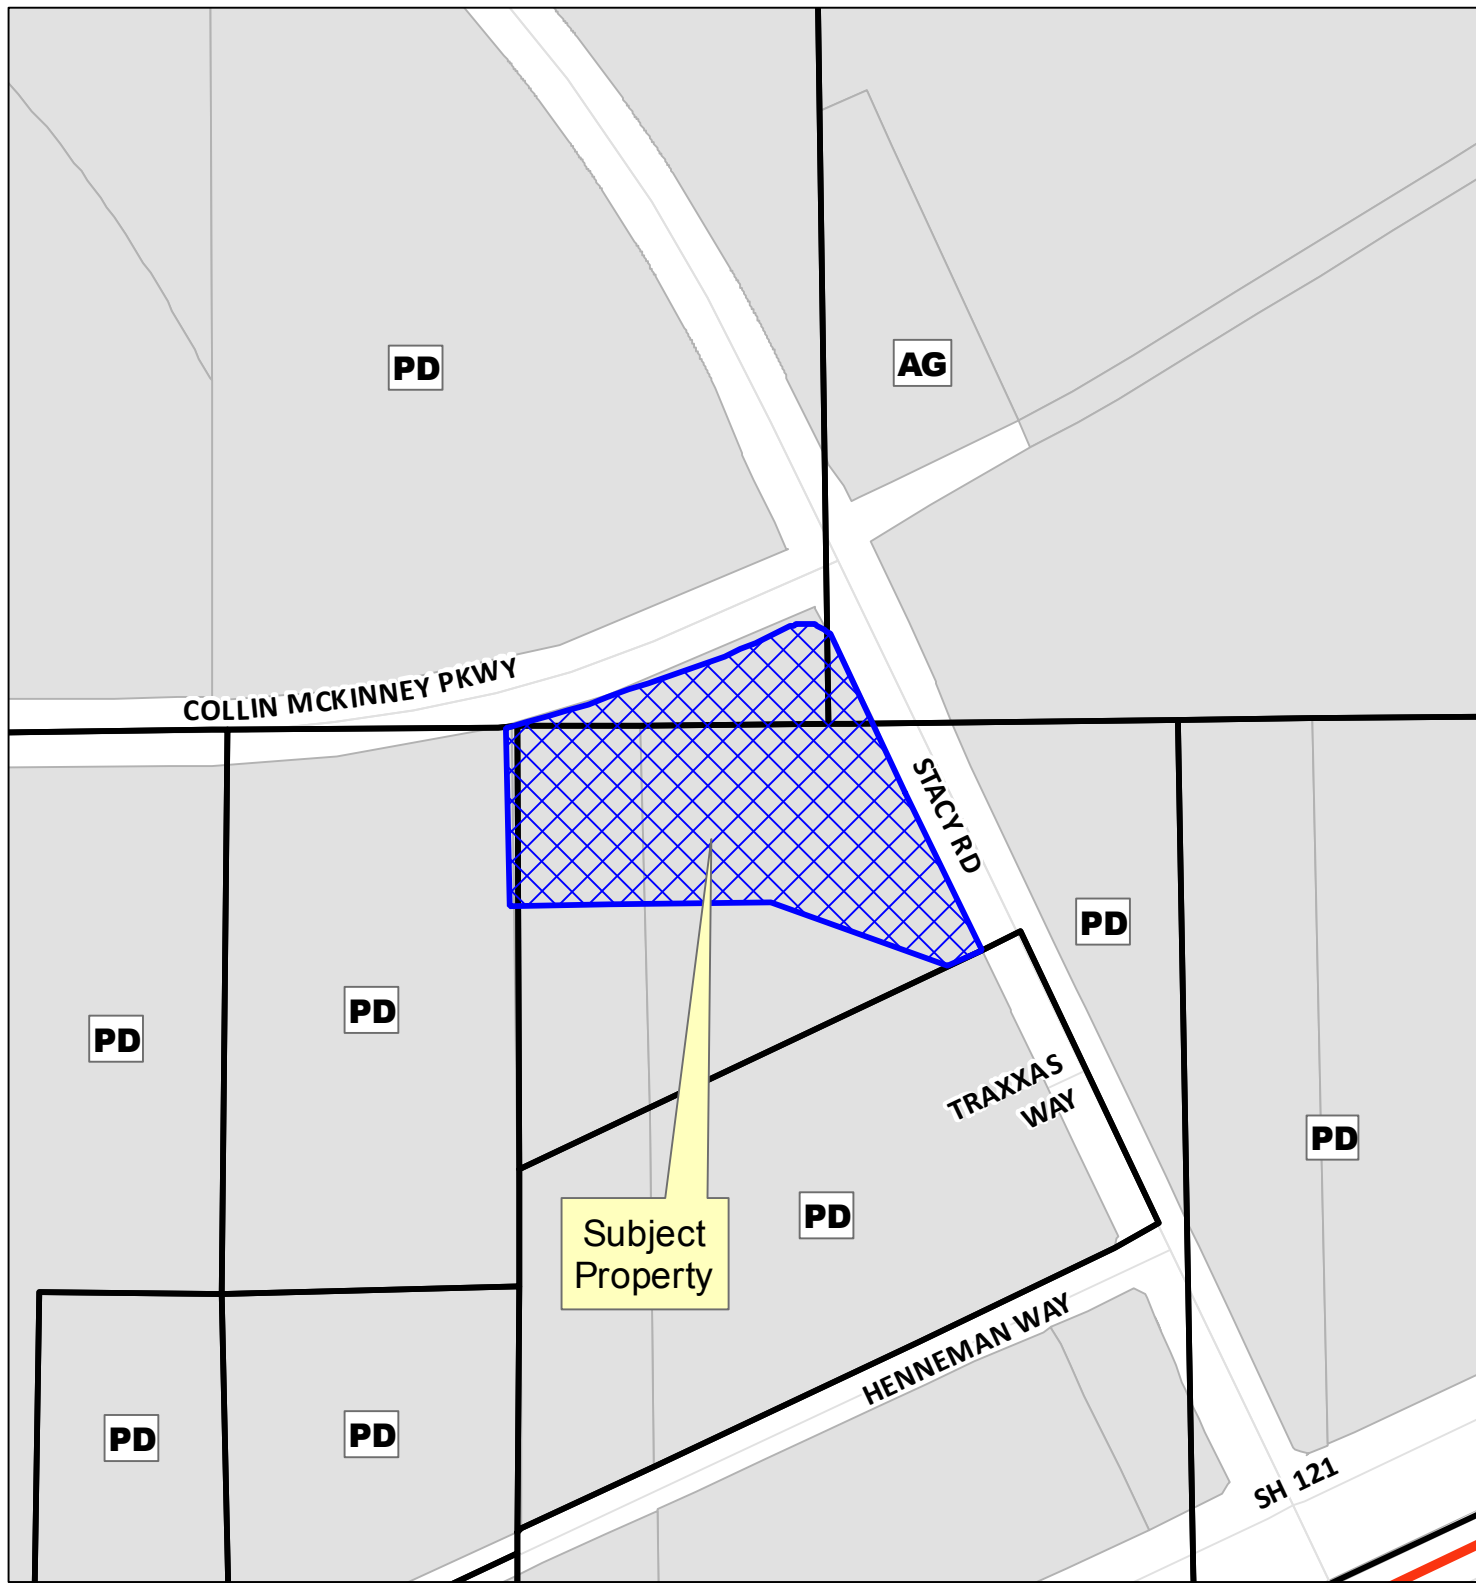 PD
AG
COLLIN MCKINNEY PKWY
STACY RD
PD
PD
PD
TRAXXAS
WAY
PD
PD
Subject
Property
HENNEMAN WAY
PD
PD
SH 121